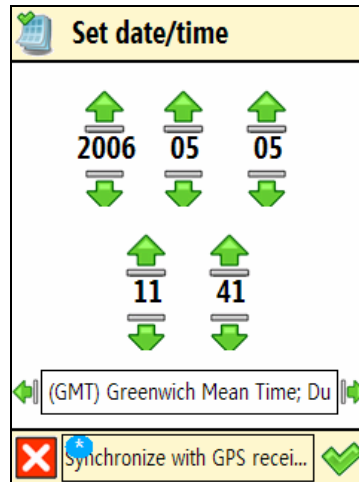 Set date/time
2006 05 05
11 41
(GMT) Greenwich Mean Time; Du
Synchronize with GPS recei...